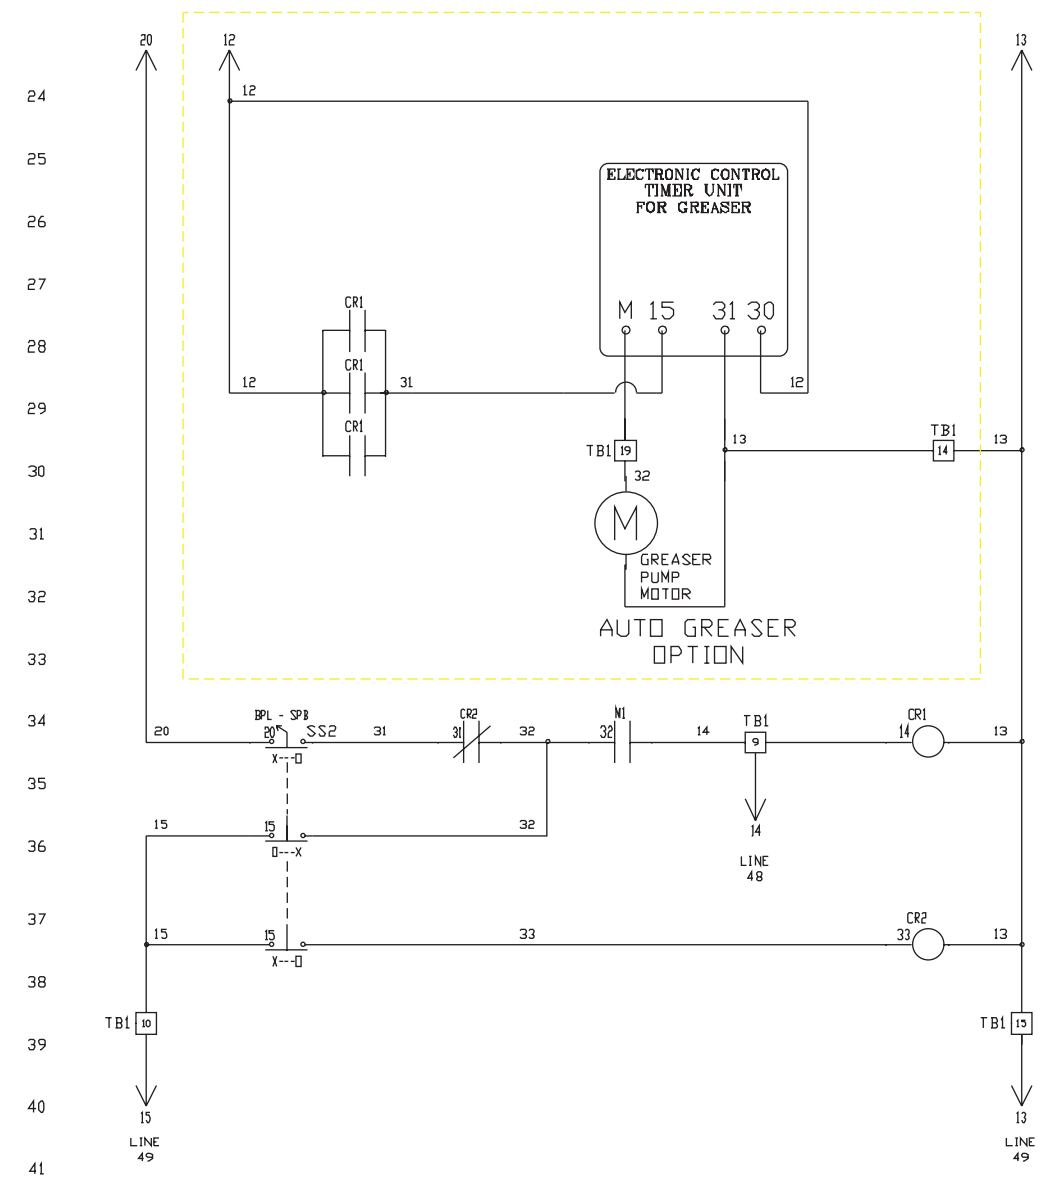 20
12
13
24
12
25
ELECTRONIC CONTROL
TIMER UNIT
FOR GREASER
26
27
CR1
M
15
31
30
28
CR1
12
31
12
29
CR1
TB1
19
13
TB1
14
13
30
32
M
31
GREASER
PUMP
MOTOR
32
AUTO GREASER
OPTION
33
34
BPL - SPB
CR2
M1
TB1
CR1
20
20
SS2
31
31
32
32
14
9
14
13
X---O
35
15
15
32
14
36
O---X
LINE
48
37
CR2
15
15
33
33
13
X---O
38
TB1
10
TB1
15
39
40
15
13
LINE
49
LINE
49
41